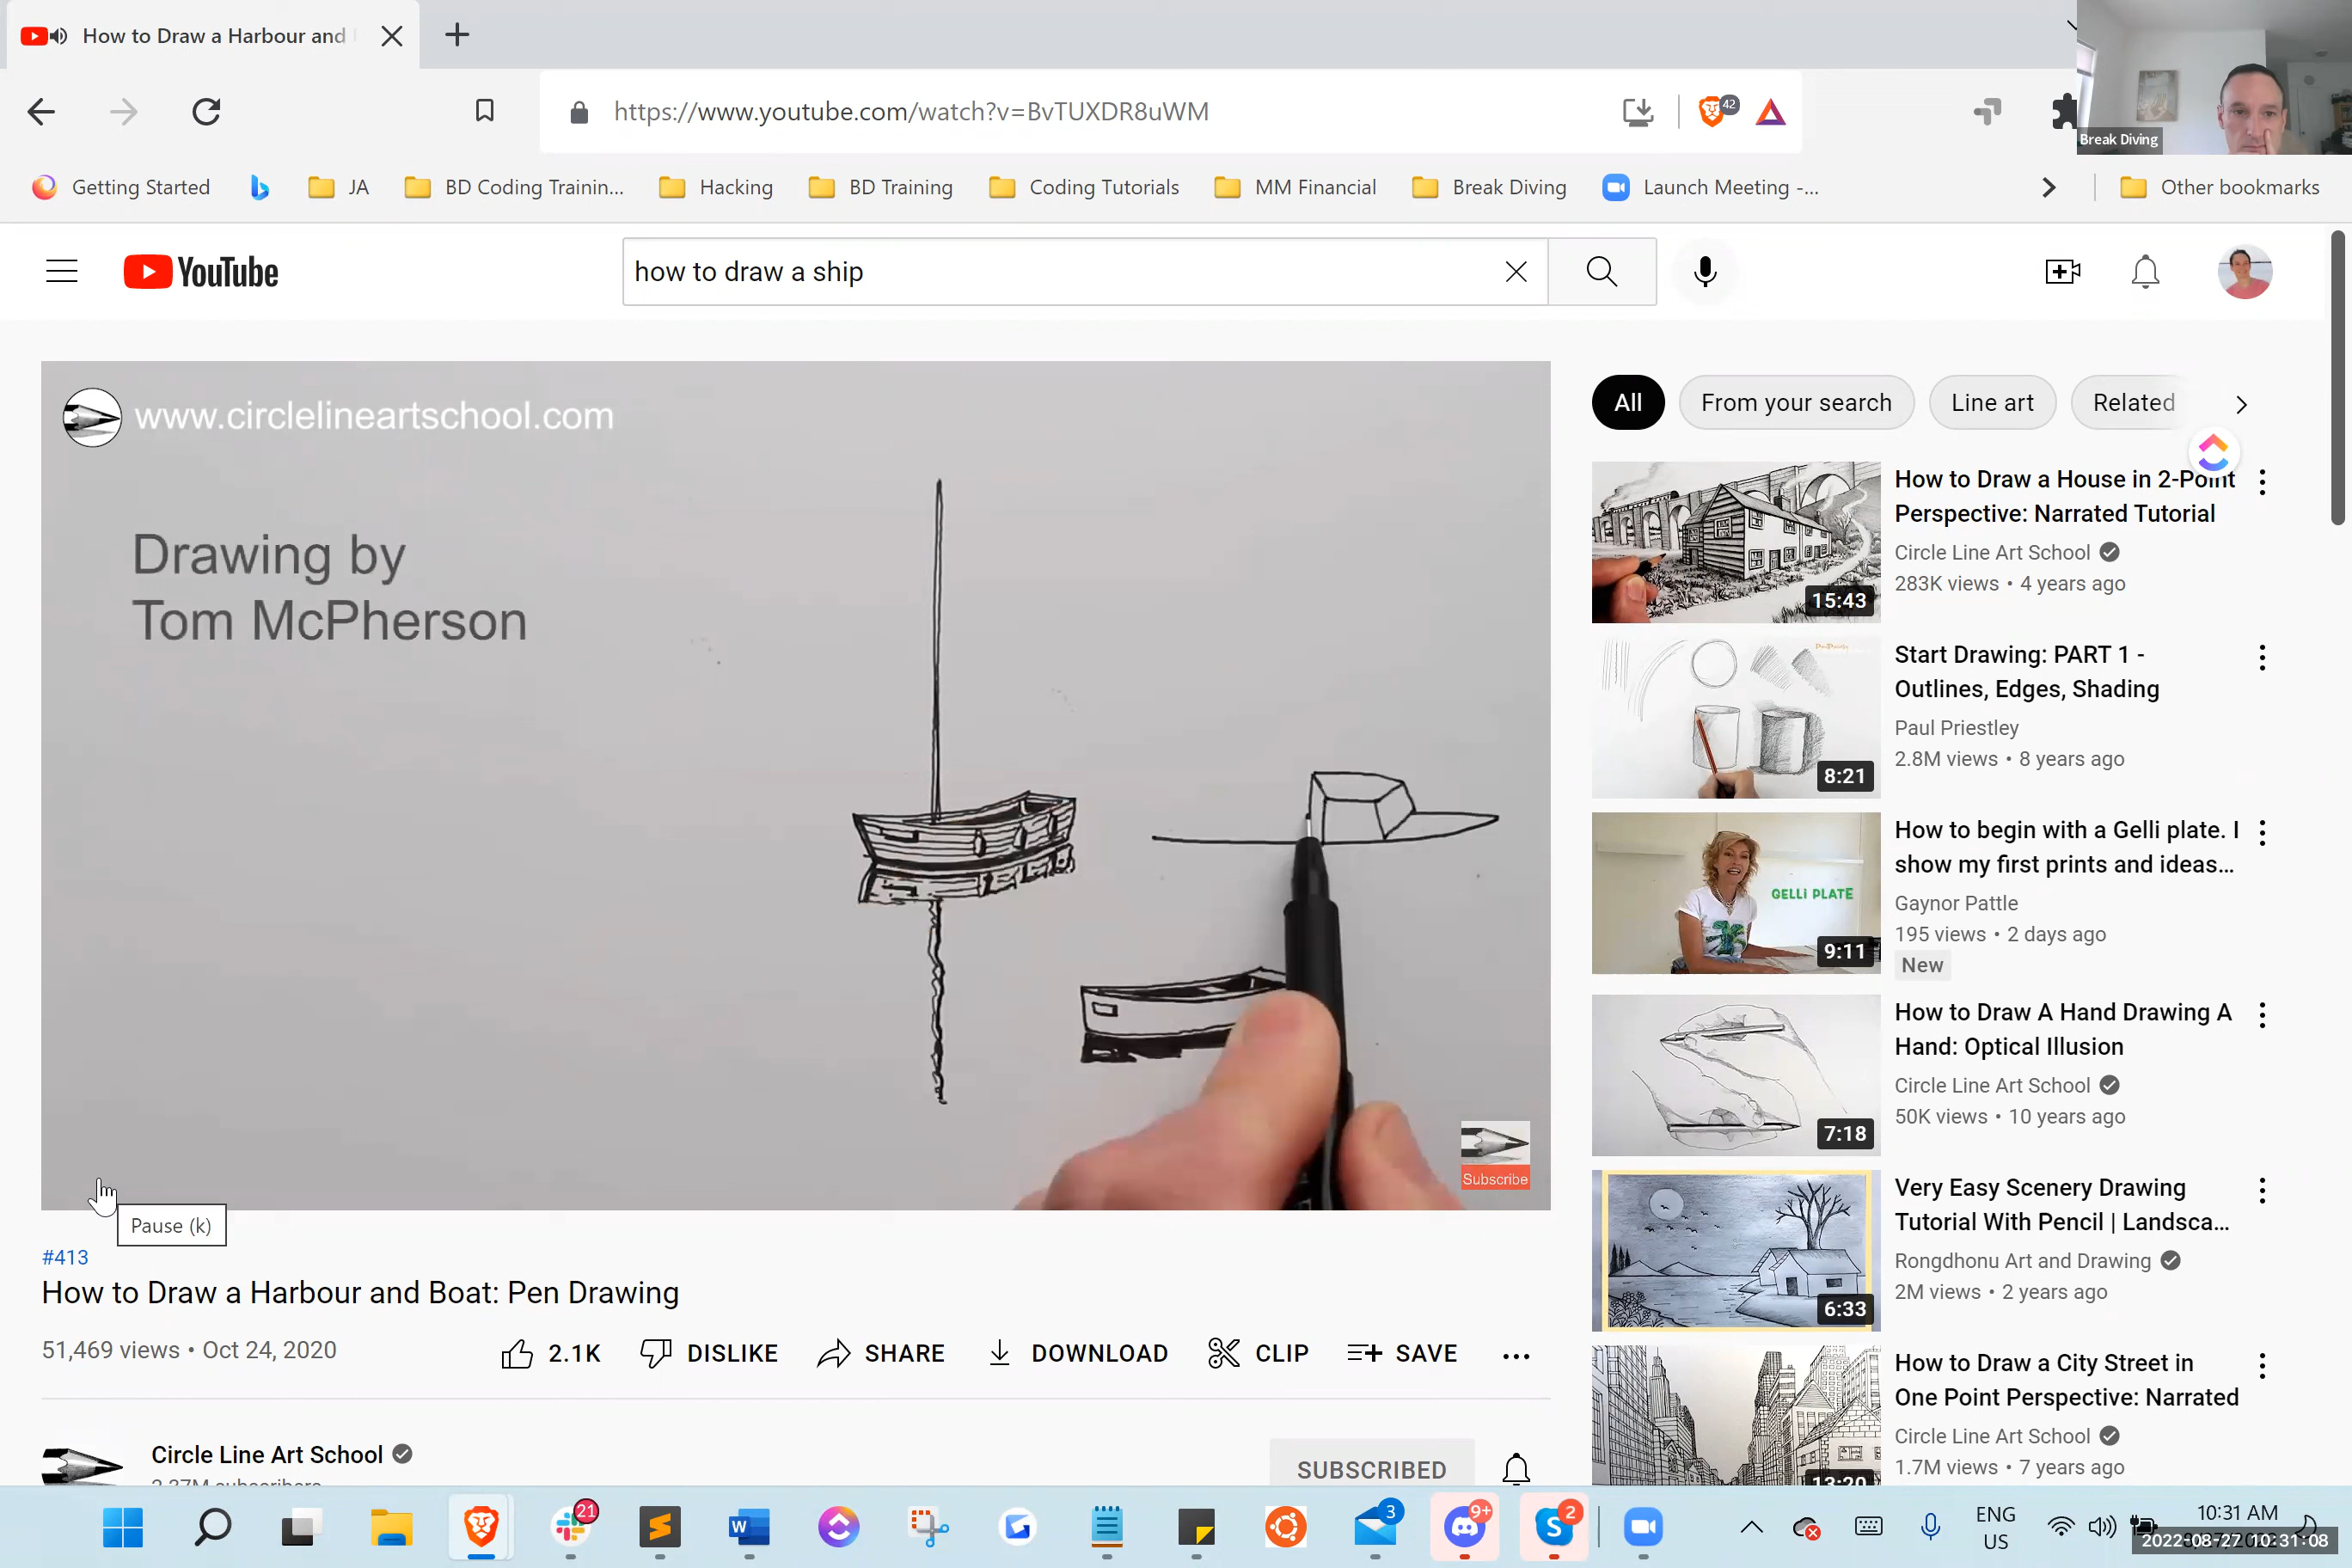 How to Draw a Harbour and
https://www.youtube.com/watch?v=BvTUXDR8uWM
42
Break Diving
Getting Started
JA
BD Coding Trainin...
Hacking
BD Training
Coding Tutorials
MM Financial
Break Diving
Launch Meeting -...
Other bookmarks
YouTube
how to draw a ship
www.circlelineartschool.com
Drawing by
Tom McPherson
Subscribe
Pause (k)
#413
How to Draw a Harbour and Boat: Pen Drawing
51,469 views • Oct 24, 2020
2.1K
DISLIKE
SHARE
DOWNLOAD
CLIP
SAVE
Circle Line Art School
SUBSCRIBED
All
From your search
Line art
Related
15:43
How to Draw a House in 2-Point
Perspective: Narrated Tutorial
Circle Line Art School
283K views • 4 years ago
8:21
Start Drawing: PART 1 -
Outlines, Edges, Shading
Paul Priestley
2.8M views • 8 years ago
GELLI PLATE
9:11
How to begin with a Gelli plate. I
show my first prints and ideas...
Gaynor Pattle
195 views • 2 days ago
New
7:18
How to Draw A Hand Drawing A
Hand: Optical Illusion
Circle Line Art School
50K views • 10 years ago
6:33
Very Easy Scenery Drawing
Tutorial With Pencil | Landsca...
Rongdhonu Art and Drawing
2M views • 2 years ago
13:20
How to Draw a City Street in
One Point Perspective: Narrated
Circle Line Art School
1.7M views • 7 years ago
21
W
3
9+
S
2
ENG
US
10:31 AM
2022-08-27 10:31:08